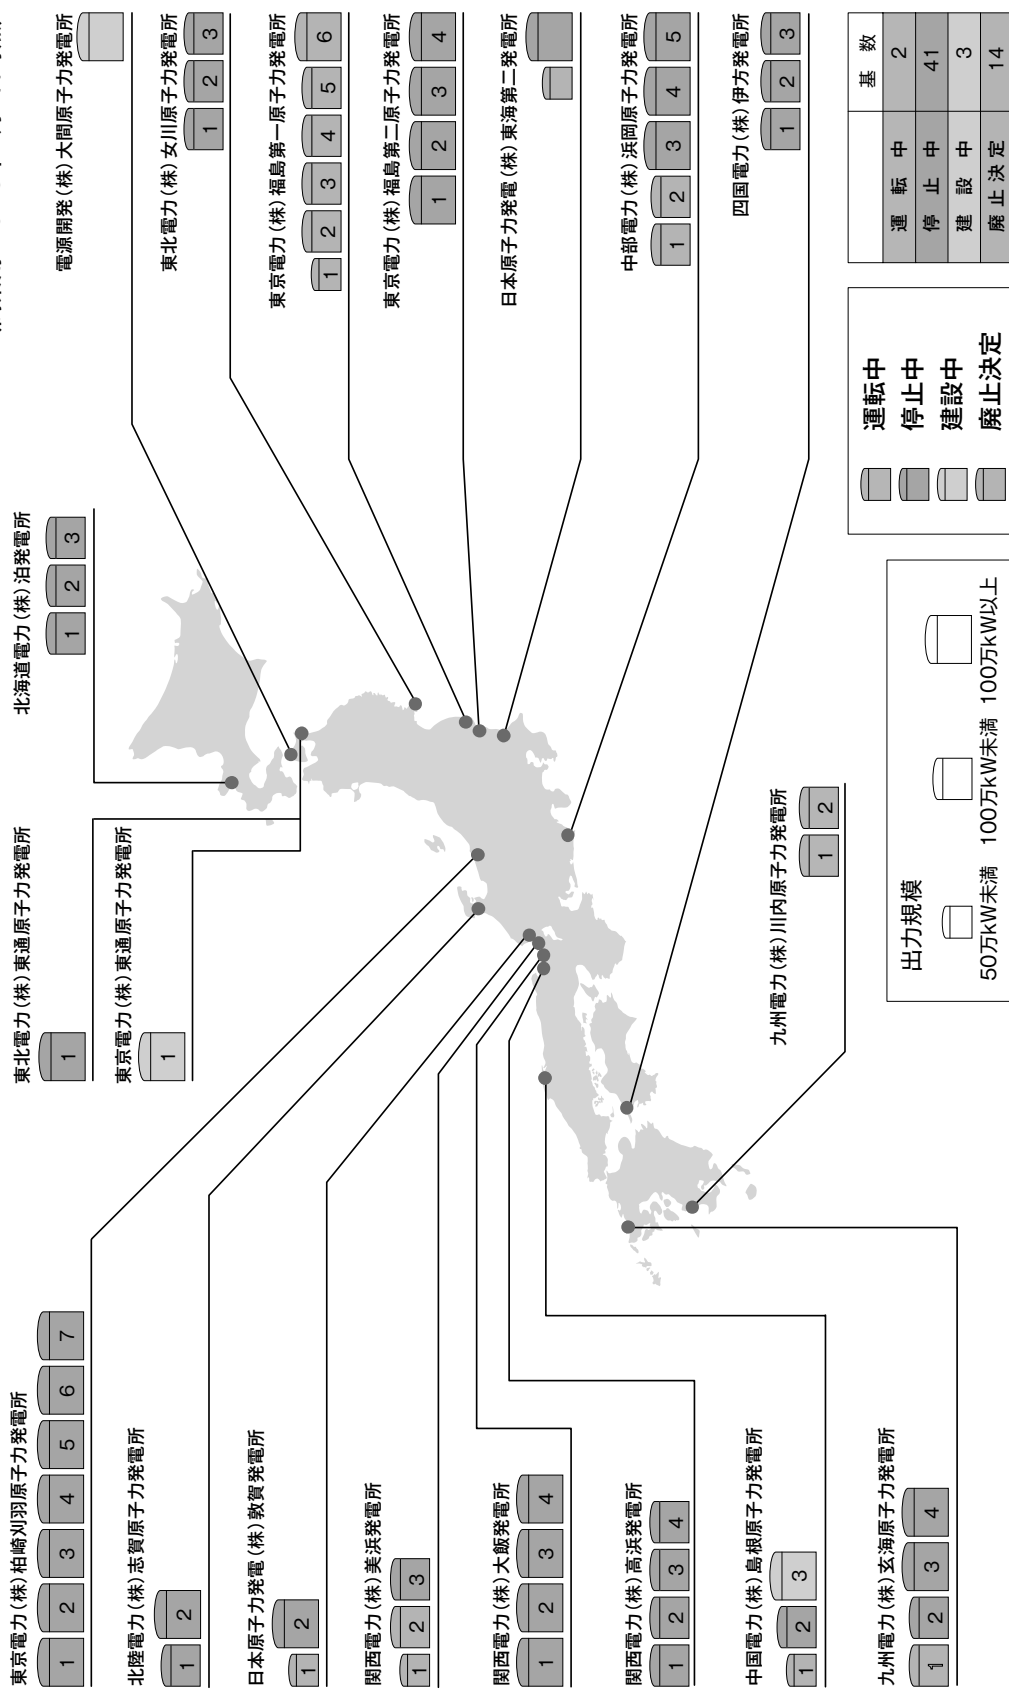 東京電力(株)柏崎刈羽原子力発電所
1 2 3 4 5 6 7
北陸電力(株)志賀原子力発電所
1 2
日本原子力発電(株)敦賀発電所
1 2
関西電力(株)美浜発電所
1 2 3
関西電力(株)大飯発電所
1 2 3 4
関西電力(株)高浜発電所
1 2 3 4
中国電力(株)島根原子力発電所
1 2 3
九州電力(株)玄海原子力発電所
1 2 3 4
東北電力(株)東通原子力発電所
1
東京電力(株)東通原子力発電所
1
北海道電力(株)泊発電所
1 2 3
九州電力(株)川内原子力発電所
1 2
電源開発(株)大間原子力発電所
東北電力(株)女川原子力発電所
1 2 3
東京電力(株)福島第一原子力発電所
1 2 3 4 5 6
東京電力(株)福島第二原子力発電所
1 2 3 4
日本原子力発電(株)東海第二発電所
中部電力(株)浜岡原子力発電所
1 2 3 4 5
四国電力(株)伊方発電所
1 2 3
出力規模
50万kW未満 100万kW未満 100万kW以上
運転中
停止中
建設中
廃止決定
基数
運転中 2
停止中 41
建設中 3
廃止決定 14